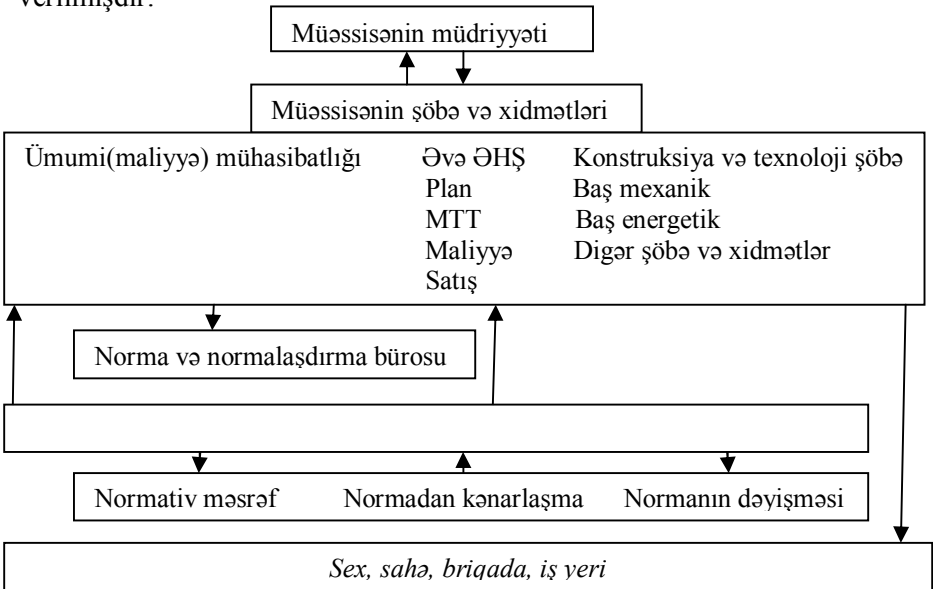 verilmişdir:
Müəssisənin müdriyyəti
Müəssisənin şöbə və xidmətləri
Ümumi(maliyyə) mühasibatlığı Əvə ƏHŞ Konstruksiya və texnoloji şöbə
Plan Baş mexanik
MTT Baş energetik
Maliyyə Digər şöbə və xidmətlər
Satış
Norma və normalaşdırma bürosu
Normativ məsrəf Normadan kənarlaşma Normanın dəyişməsi
Sex, sahə, briqada, iş yeri